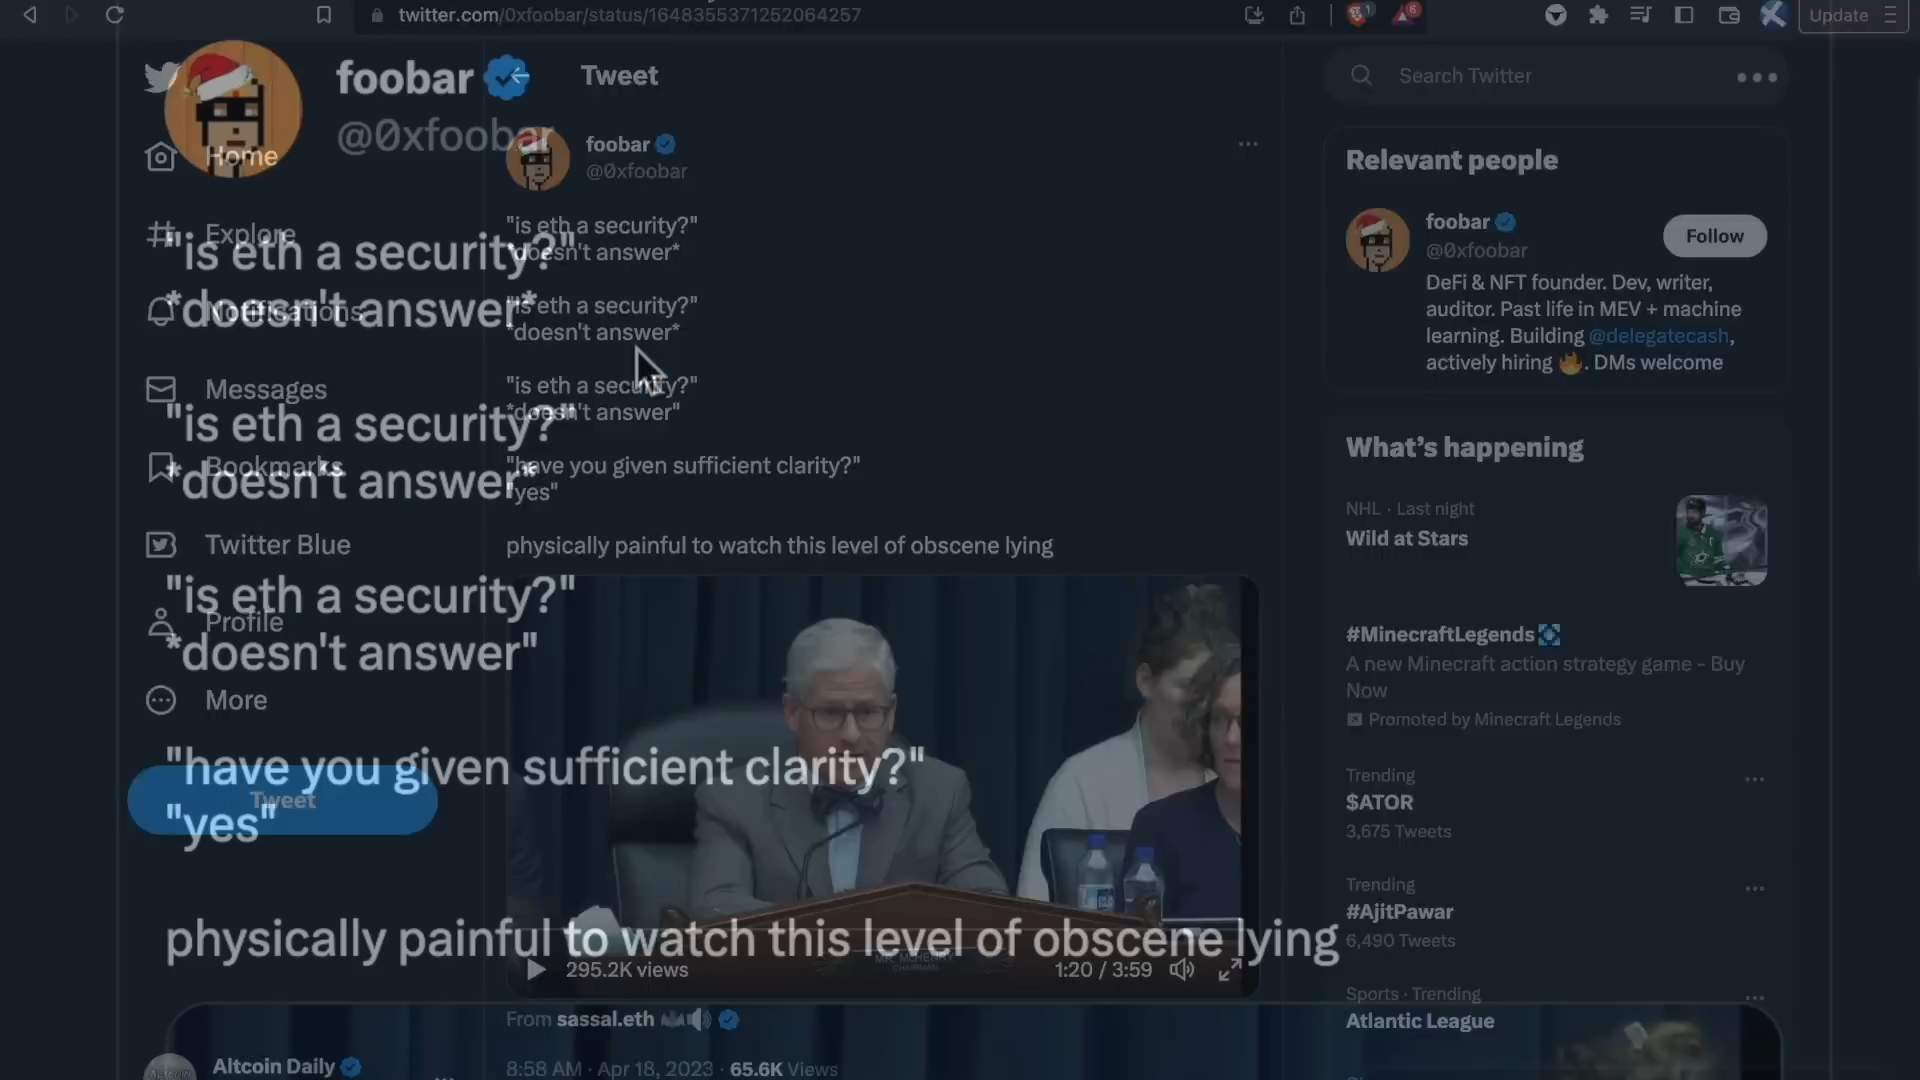 twitter.com/0xfoobar/status/1648355371252064257
Update
foobar
@0xfoobar
"is eth a security?"
*doesn't answer*
"is eth a security?"
*doesn't answer*
"is eth a security?"
*doesn't answer"
"have you given sufficient clarity?"
"yes"
physically painful to watch this level of obscene lying
Home
Explore
Notifications
Messages
Bookmarks
Twitter Blue
Profile
More
Tweet
Altcoin Daily
Tweet
foobar
@0xfoobar
"is eth a security?"
*doesn't answer*
"is eth a security?"
*doesn't answer*
"is eth a security?"
*doesn't answer"
"have you given sufficient clarity?"
"yes"
physically painful to watch this level of obscene lying
MR. MCHENRY
CHAIRMAN
295.2K views
1:20 / 3:59
From sassal.eth
8:58 AM · Apr 18, 2023 · 65.6K Views
Search Twitter
Relevant people
foobar
@0xfoobar
Follow
DeFi & NFT founder. Dev, writer,
auditor. Past life in MEV + machine
learning. Building @delegatecash,
actively hiring 🔥. DMs welcome
What's happening
NHL · Last night
Wild at Stars
#MinecraftLegends
A new Minecraft action strategy game - Buy
Now
Promoted by Minecraft Legends
Trending
$ATOR
3,675 Tweets
Trending
#AjitPawar
6,490 Tweets
Sports · Trending
Atlantic League